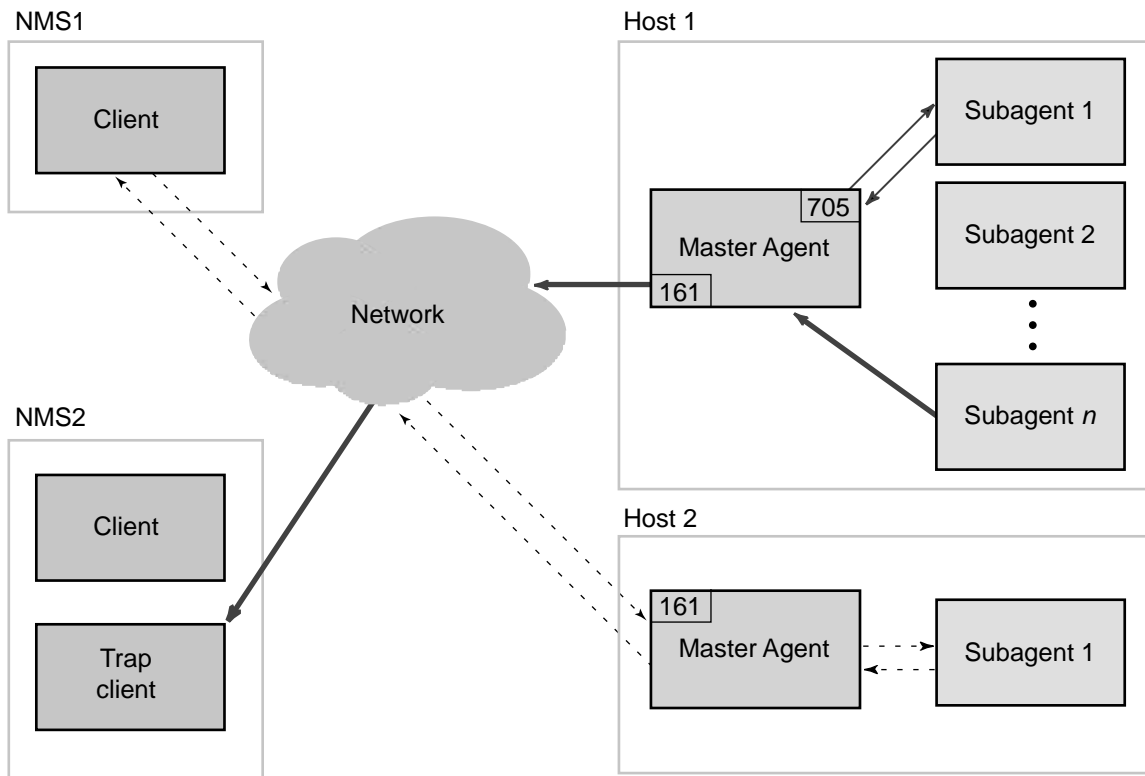 NMS1
Client
Host 1
Subagent 1
705
Master Agent
161
Subagent 2
Subagent n
Network
NMS2
Client
Trap
client
Host 2
161
Master Agent
Subagent 1